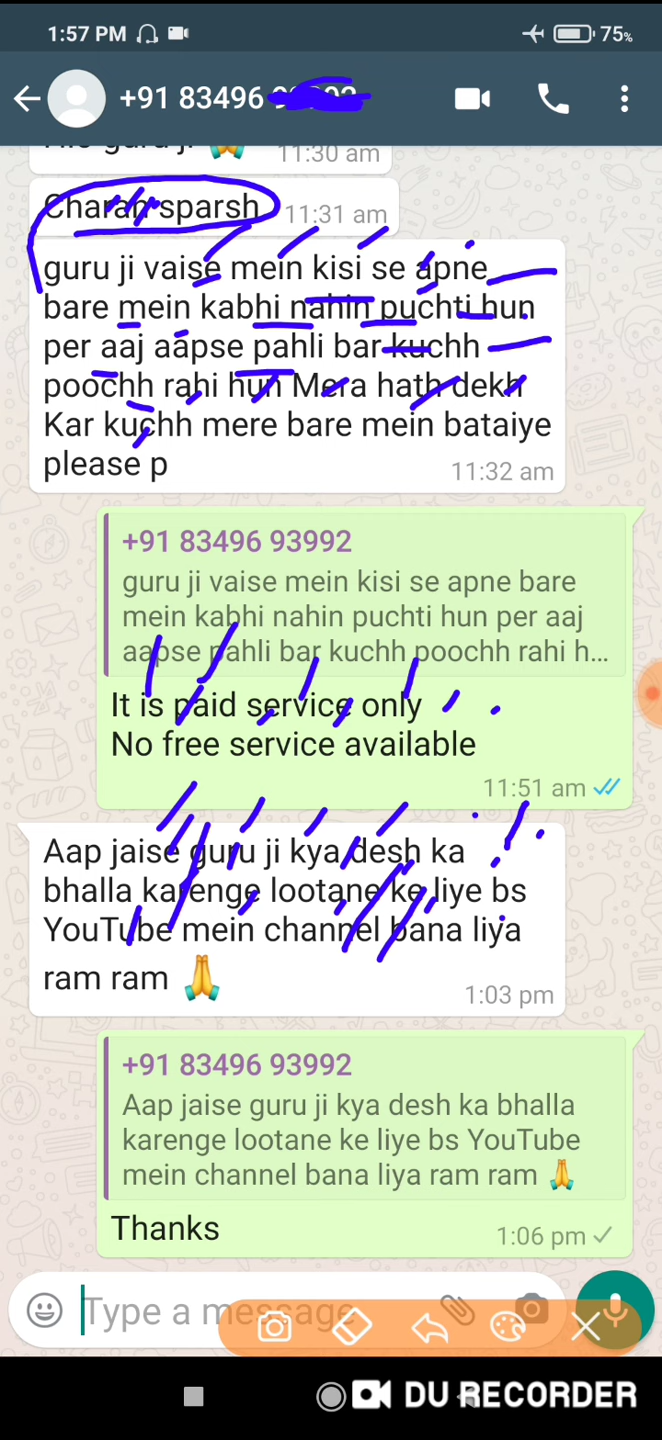 1:57 PM
75%
+91 83496
guru ji
11:30 am
Charan sparsh
11:31 am
guru ji vaise mein kisi se apne
bare mein kabhi nahin puchti hun
per aaj aapse pahli bar kuchh
poochh rahi hun Mera hath dekh
Kar kuchh mere bare mein bataiye
please p
11:32 am
+91 83496 93992
guru ji vaise mein kisi se apne bare
mein kabhi nahin puchti hun per aaj
aapse pahli bar kuchh poochh rahi h...
It is paid service only
No free service available
11:51 am
Aap jaise guru ji kya desh ka
bhalla karenge lootane ke liye bs
YouTube mein channel bana liya
ram ram 🙏
1:03 pm
+91 83496 93992
Aap jaise guru ji kya desh ka bhalla
karenge lootane ke liye bs YouTube
mein channel bana liya ram ram 🙏
Thanks
1:06 pm
Type a message
DU RECORDER